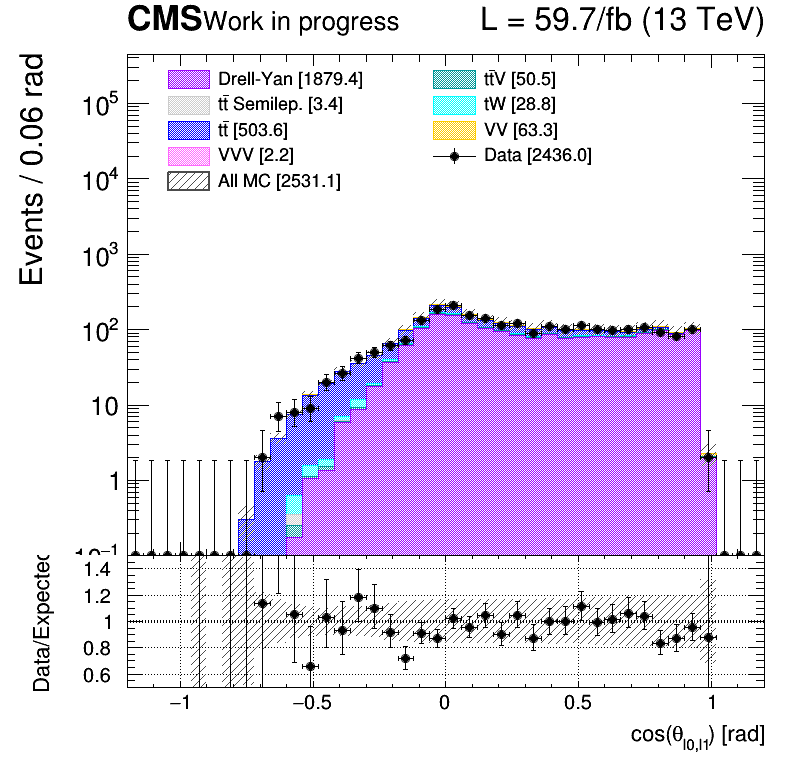 CMS Work in progress L = 59.7/fb (13 TeV)
Events / 0.06 rad
Drell-Yan [1879.4]
tt̄ Semilep. [3.4]
tt̄ [503.6]
VVV [2.2]
All MC [2531.1]
tt̄V [50.5]
tW [28.8]
VV [63.3]
Data [2436.0]
10⁵
10⁴
10³
10²
10
1
10⁻¹
Data/Expected
1.4
1.2
1
0.8
0.6
−1 −0.5 0 0.5 1
cos(θ_l0,l1) [rad]